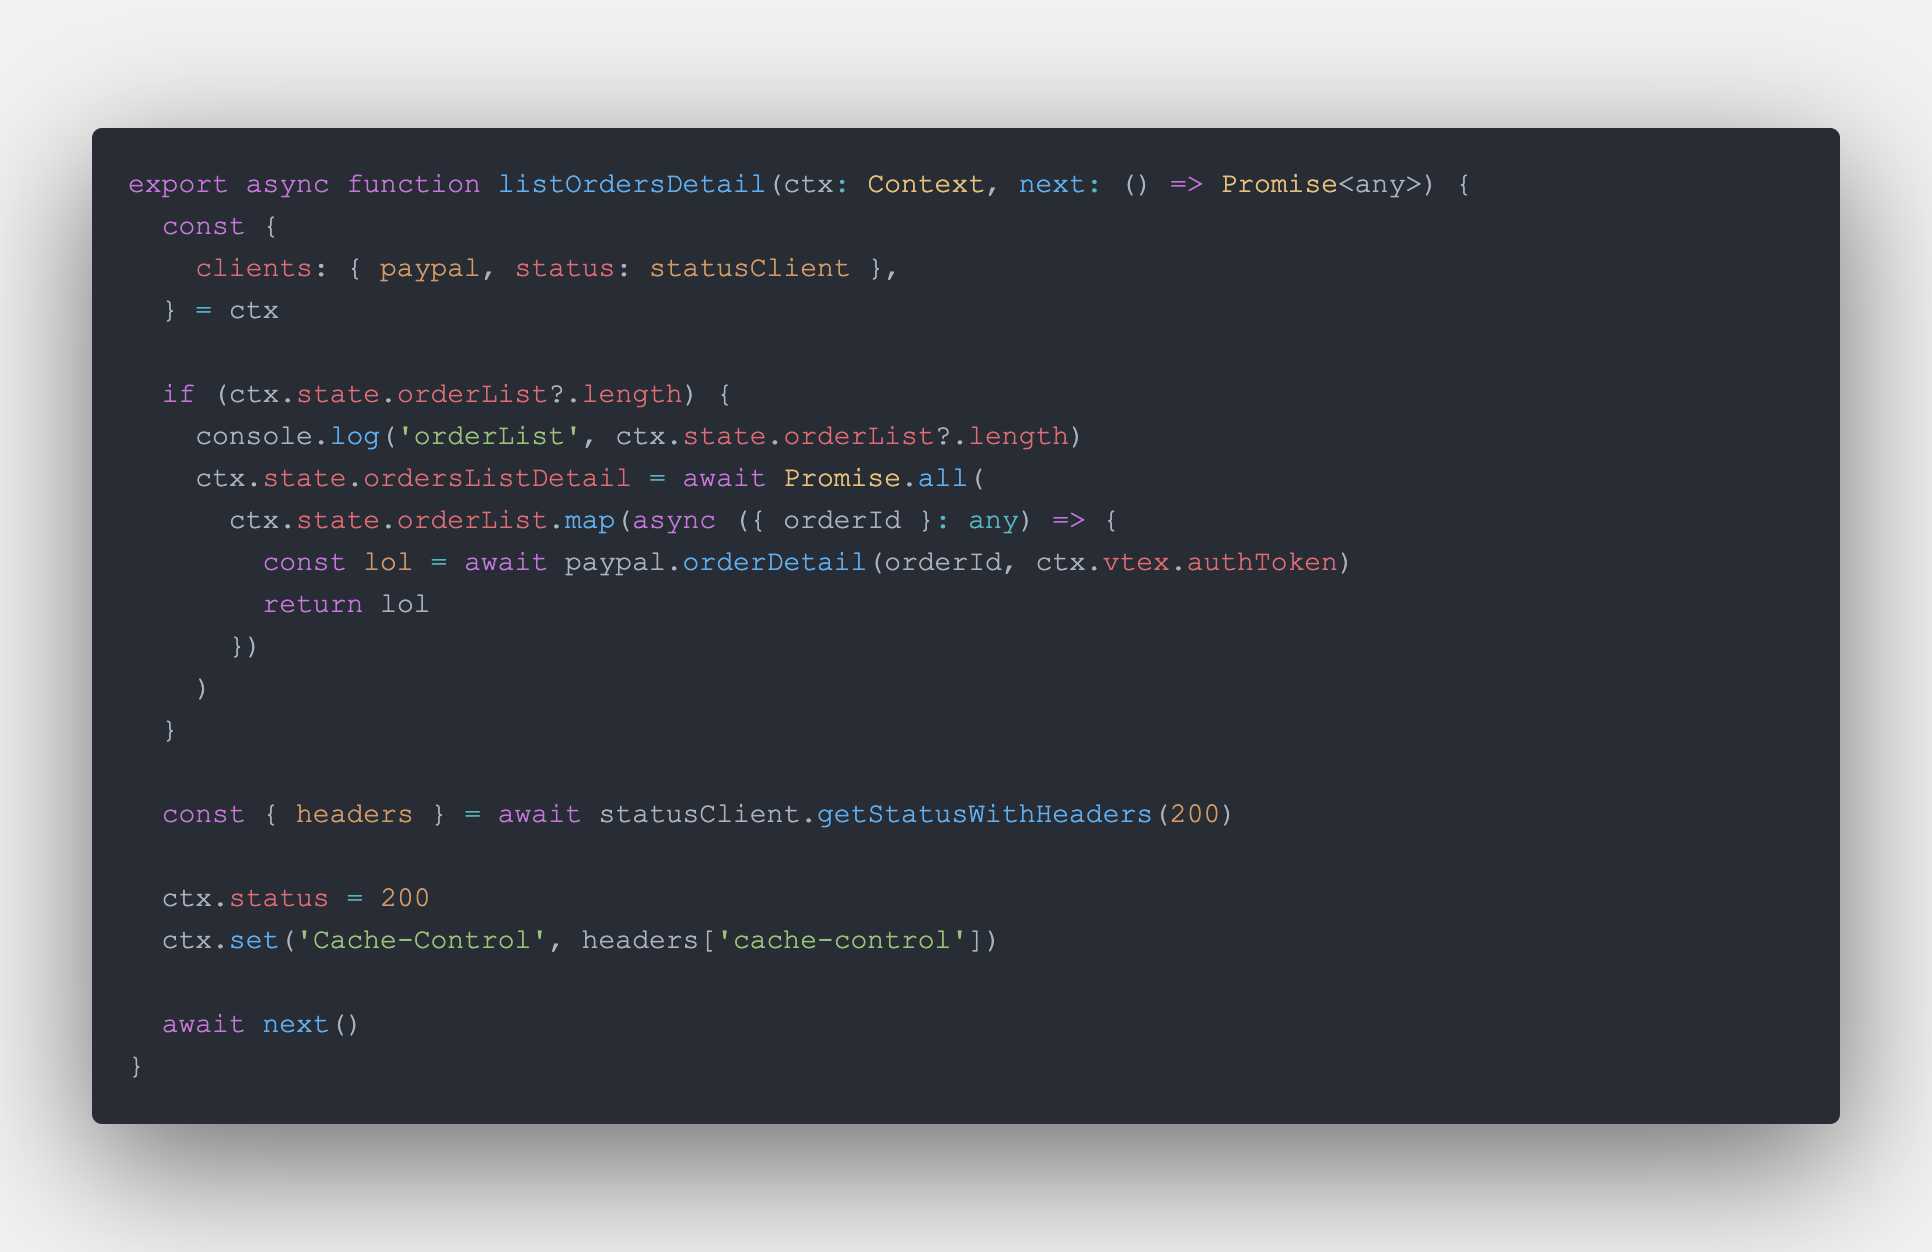 export async function listOrdersDetail(ctx: Context, next: () => Promise<any>) {
  const {
    clients: { paypal, status: statusClient },
  } = ctx

  if (ctx.state.orderList?.length) {
    console.log('orderList', ctx.state.orderList?.length)
    ctx.state.ordersListDetail = await Promise.all(
      ctx.state.orderList.map(async ({ orderId }: any) => {
        const lol = await paypal.orderDetail(orderId, ctx.vtex.authToken)
        return lol
      })
    )
  }

  const { headers } = await statusClient.getStatusWithHeaders(200)

  ctx.status = 200
  ctx.set('Cache-Control', headers['cache-control'])

  await next()
}